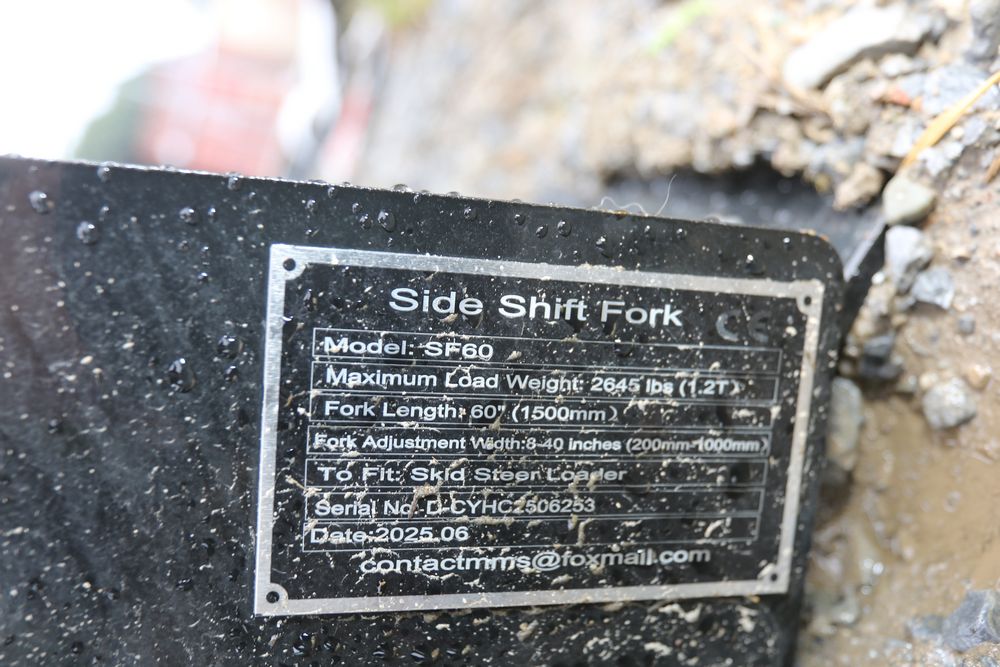 Side Shift Fork CE
Model: SF60
Maximum Load Weight: 2645 lbs (1.2T)
Fork Length: 60" (1500mm)
Fork Adjustment Width:8-40 inches (200mm-1000mm)
To Fit: Skid Steer Loader
Serial No: D-CYHC2506253
Date:2025.06
contactmms@foxmail.com